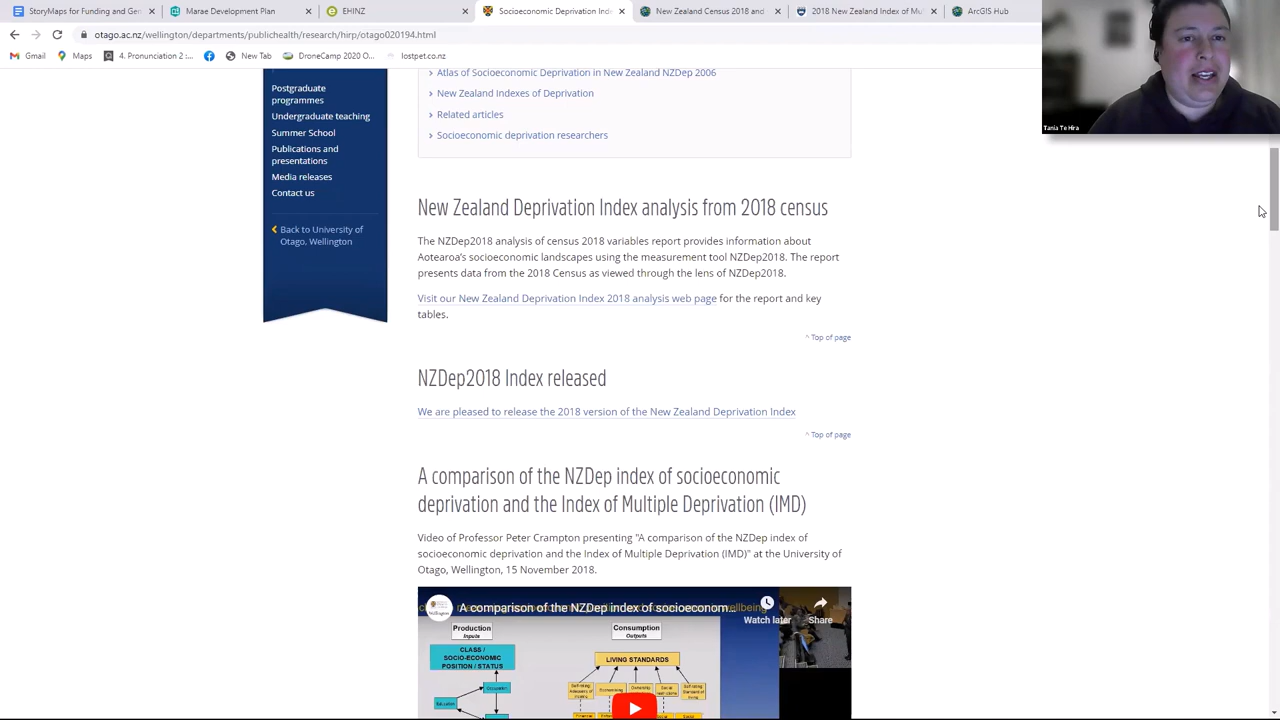 StoryMaps for Funding and Gen
Marae Development Plan
EHINZ
Socioeconomic Deprivation Inde
New Zealand Census 2018 and
2018 New Zealand Index of Mu
ArcGIS Hub
otago.ac.nz/wellington/departments/publichealth/research/hirp/otago020194.html
Gmail
Maps
4. Pronunciation 2 :...
New Tab
DroneCamp 2020 O...
lostpet.co.nz
Tania Te Hira
Postgraduate
programmes
Undergraduate teaching
Summer School
Publications and
presentations
Media releases
Contact us
Back to University of
Otago, Wellington
Atlas of Socioeconomic Deprivation in New Zealand NZDep 2006
New Zealand Indexes of Deprivation
Related articles
Socioeconomic deprivation researchers
New Zealand Deprivation Index analysis from 2018 census
The NZDep2018 analysis of census 2018 variables report provides information about
Aotearoa's socioeconomic landscapes using the measurement tool NZDep2018. The report
presents data from the 2018 Census as viewed through the lens of NZDep2018.
Visit our New Zealand Deprivation Index 2018 analysis web page for the report and key
tables.
^ Top of page
NZDep2018 Index released
We are pleased to release the 2018 version of the New Zealand Deprivation Index
^ Top of page
A comparison of the NZDep index of socioeconomic
deprivation and the Index of Multiple Deprivation (IMD)
Video of Professor Peter Crampton presenting "A comparison of the NZDep index of
socioeconomic deprivation and the Index of Multiple Deprivation (IMD)" at the University of
Otago, Wellington, 15 November 2018.
A comparison of the NZDep index of socioeconom...
Watch later
Share
Production
Inputs
Consumption
Outputs
CLASS /
SOCIO-ECONOMIC
POSITION / STATUS
LIVING STANDARDS
Occupation
Education
Economising
Ownership